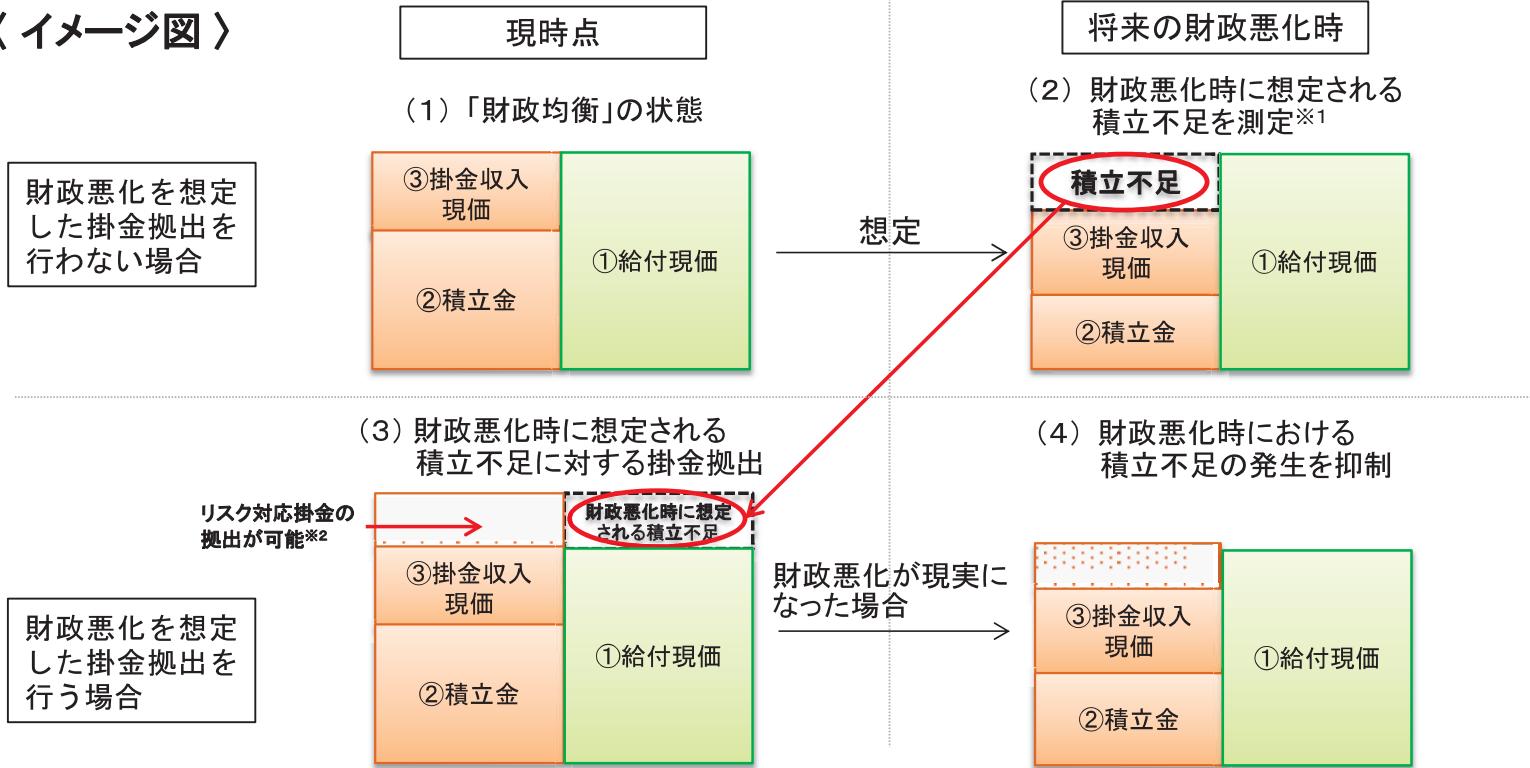 〈 イメージ図 〉
現時点
将来の財政悪化時
(1)「財政均衡」の状態
(2) 財政悪化時に想定される
積立不足を測定※1
財政悪化を想定
した掛金拠出を
行わない場合
③掛金収入
現価
②積立金
①給付現価
想定
積立不足
③掛金収入
現価
②積立金
①給付現価
(3) 財政悪化時に想定される
積立不足に対する掛金拠出
(4) 財政悪化時における
積立不足の発生を抑制
リスク対応掛金の
拠出が可能※2
財政悪化時に想定
される積立不足
財政悪化を想定
した掛金拠出を
行う場合
③掛金収入
現価
②積立金
①給付現価
財政悪化が現実に
なった場合
③掛金収入
現価
②積立金
①給付現価